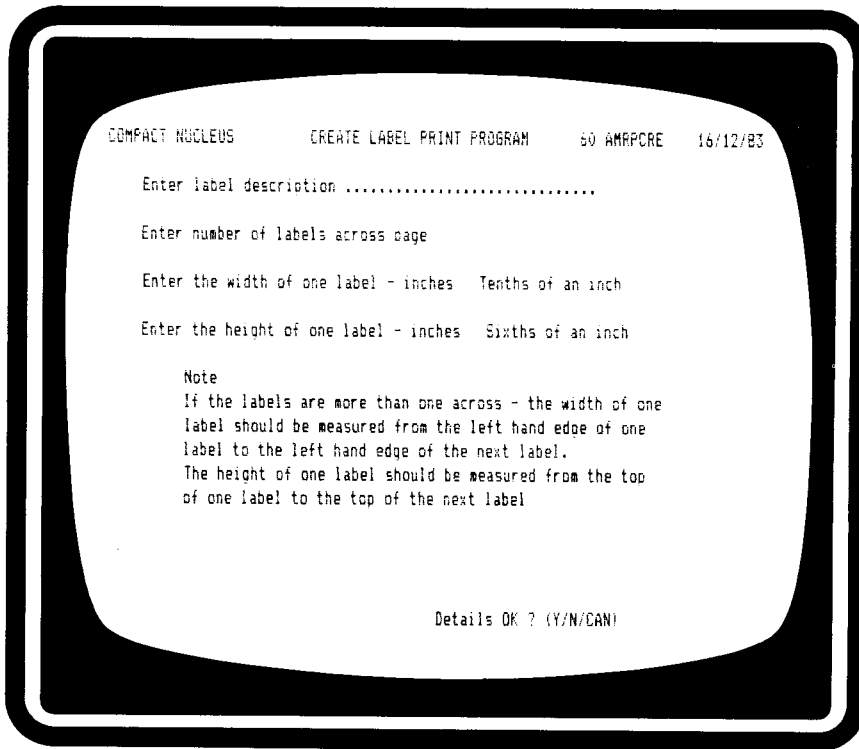 COMPACT NUCLEUS CREATE LABEL PRINT PROGRAM 60 AMRPCRE 16/12/83
Enter label description ..............................
Enter number of labels across page
Enter the width of one label - inches Tenths of an inch
Enter the height of one label - inches Sixths of an inch
Note
If the labels are more than one across - the width of one
label should be measured from the left hand edge of one
label to the left hand edge of the next label.
The height of one label should be measured from the top
of one label to the top of the next label
Details OK ? (Y/N/CAN)